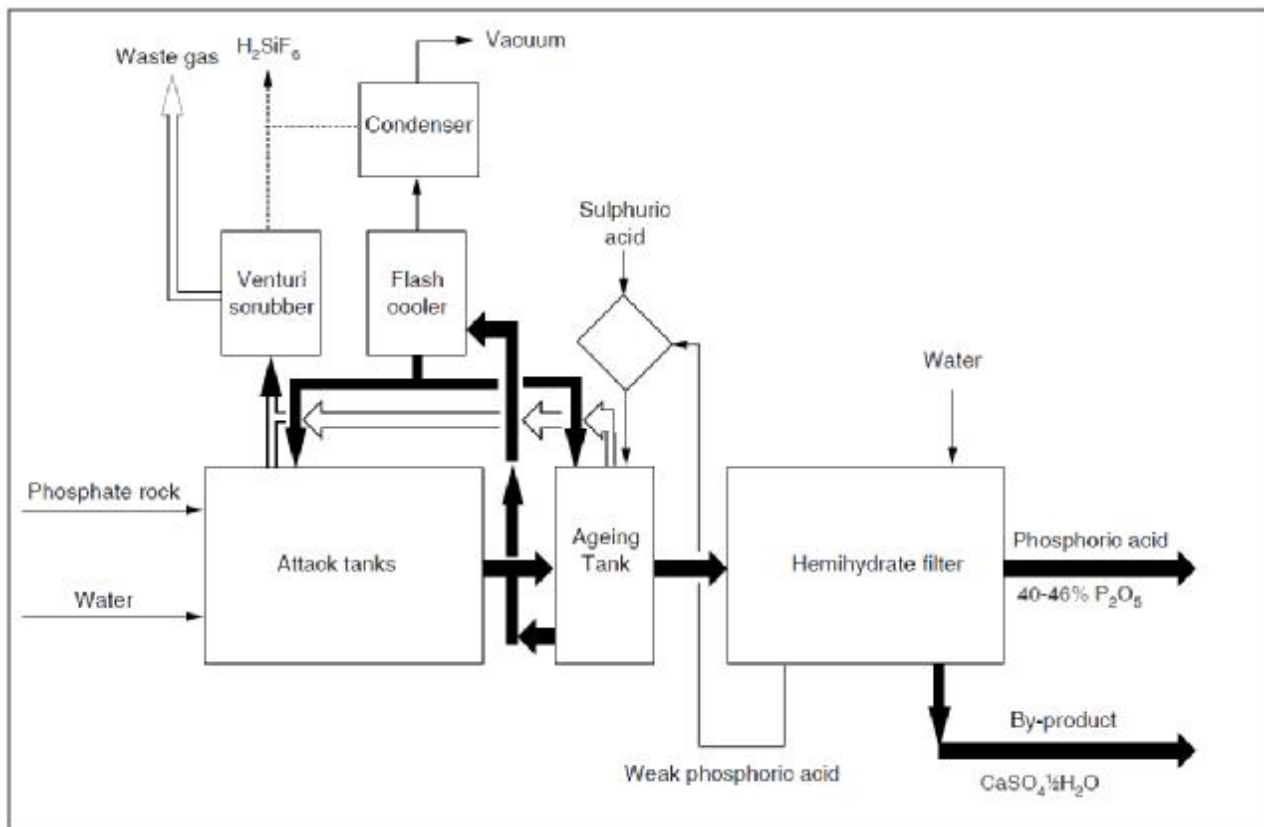 Waste gas
H₂SiF₆
Vacuum
Condenser
Sulphuric
acid
Venturi
scrubber
Flash
cooler
Water
Phosphate rock
Water
Attack tanks
Ageing
Tank
Hemihydrate filter
Phosphoric acid
40-46% P₂O₅
By-product
Weak phosphoric acid
CaSO₄½H₂O